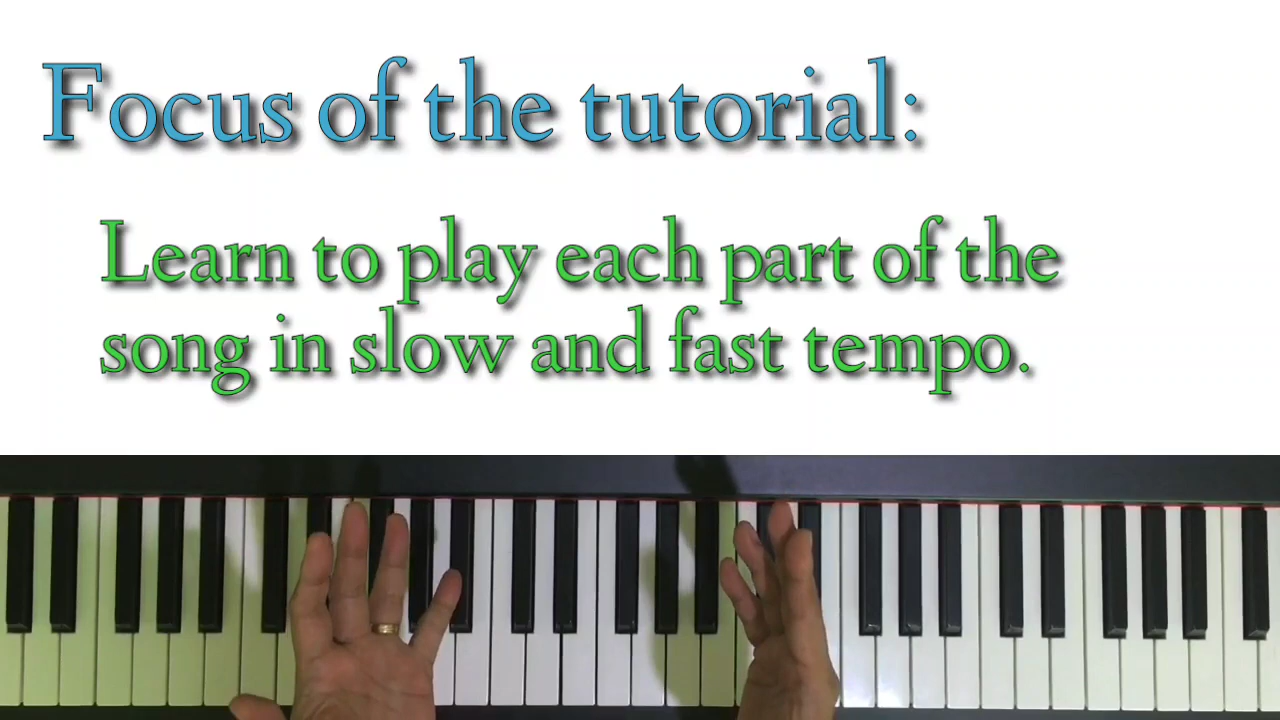 Focus of the tutorial:
Learn to play each part of the
song in slow and fast tempo.